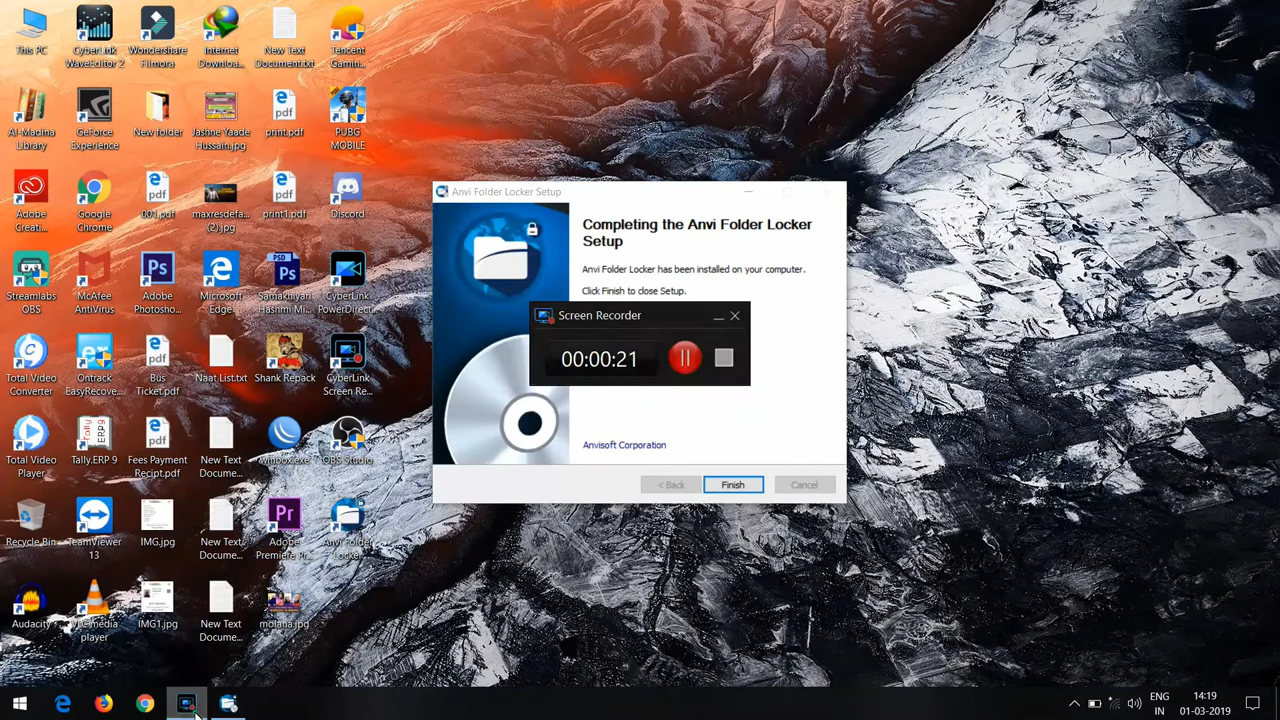 This PC
CyberLink
WaveEditor 2
Wondershare
Filmora
Internet
Downloa...
New Text
Document.txt
Tencent
Gamin...
Al-Madina
Library
GeForce
Experience
New folder
Jashne Yaade
Hussain.jpg
print.pdf
PUBG
MOBILE
Adobe
Creati...
Google
Chrome
001.pdf
maxresdefa...
(2).jpg
print1.pdf
Discord
Streamlabs
OBS
McAfee
AntiVirus
Adobe
Photosho...
Microsoft
Edge
Samakhyari
Hashmi Mi...
CyberLink
PowerDirect...
Total Video
Converter
Ontrack
EasyRecove...
Bus
Ticket.pdf
Naat List.txt
Shank Repack
CyberLink
Screen Re...
Total Video
Player
Tally.ERP 9
Fees Payment
Recipt.pdf
New Text
Docume...
winbox.exe
OBS Studio
Recycle Bin
TeamViewer
13
IMG.jpg
New Text
Docume...
Adobe
Premiere Pr...
Anvi Folder
Locker
Audacity
VLC media
player
IMG1.jpg
New Text
Docume...
molana.jpg
Anvi Folder Locker Setup
Completing the Anvi Folder Locker
Setup
Anvi Folder Locker has been installed on your computer.
Click Finish to close Setup.
Screen Recorder
00:00:21
Anvisoft Corporation
< Back
Finish
Cancel
ENG
IN
14:19
01-03-2019